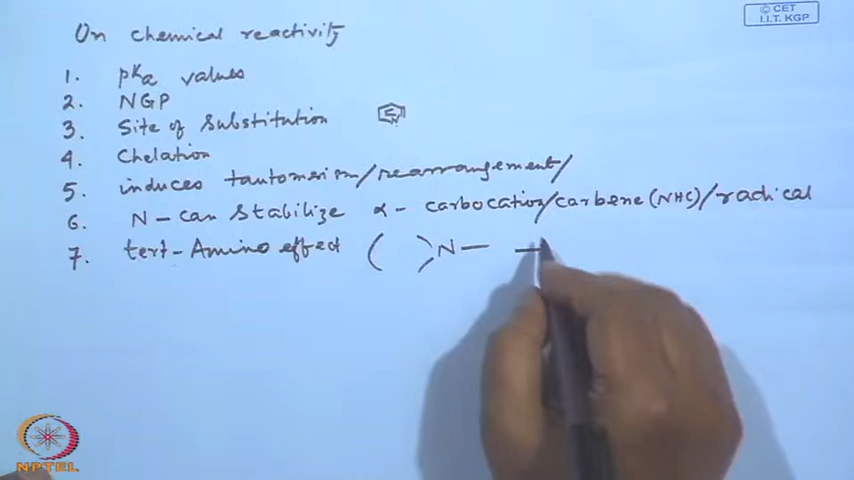 © CET
I.I.T. KGP
On chemical reactivity
1. pKa values
2. NGP
3. Site of Substitution N
4. Chelation
5. induces tautomerism/rearrangement/
6. N-can stabilize α-carbocation/carbene (NHC)/radical
7. tert-Amino effect ( >N— —
NPTEL